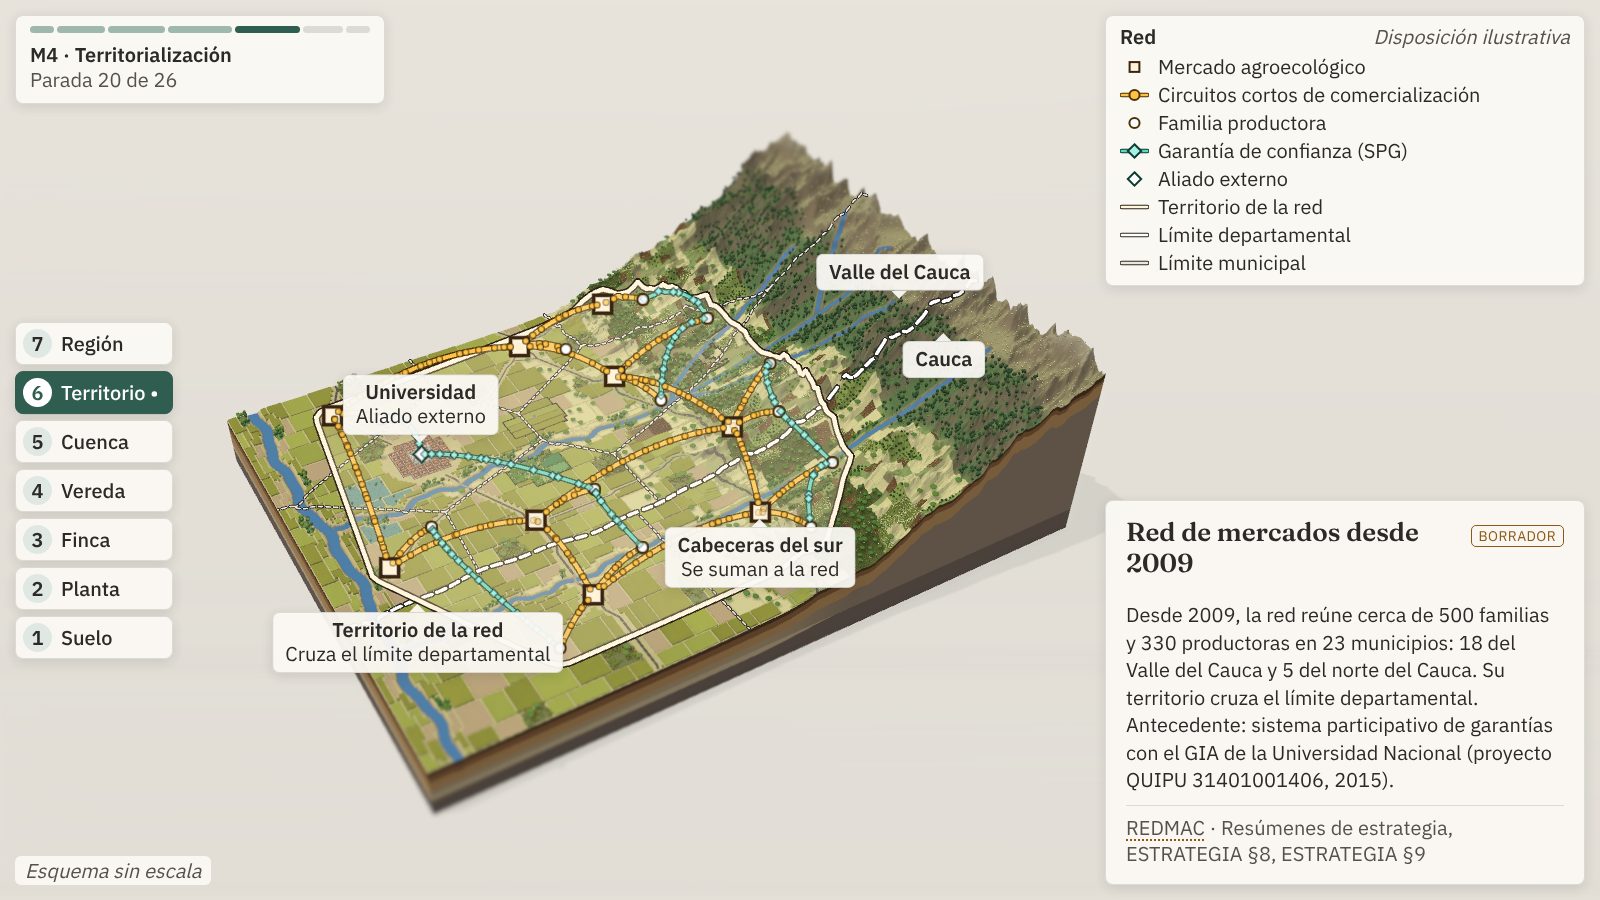 M4 · Territorialización
Parada 20 de 26
Red
Disposición ilustrativa
Mercado agroecológico
Circuitos cortos de comercialización
Familia productora
Garantía de confianza (SPG)
Aliado externo
Territorio de la red
Límite departamental
Límite municipal
Valle del Cauca
Cauca
Universidad
Aliado externo
Cabeceras del sur
Se suman a la red
Territorio de la red
Cruza el límite departamental
7 Región
6 Territorio •
5 Cuenca
4 Vereda
3 Finca
2 Planta
1 Suelo
Red de mercados desde
2009
BORRADOR
Desde 2009, la red reúne cerca de 500 familias
y 330 productoras en 23 municipios: 18 del
Valle del Cauca y 5 del norte del Cauca. Su
territorio cruza el límite departamental.
Antecedente: sistema participativo de garantías
con el GIA de la Universidad Nacional (proyecto
QUIPU 31401001406, 2015).
REDMAC · Resúmenes de estrategia,
ESTRATEGIA §8, ESTRATEGIA §9
Esquema sin escala